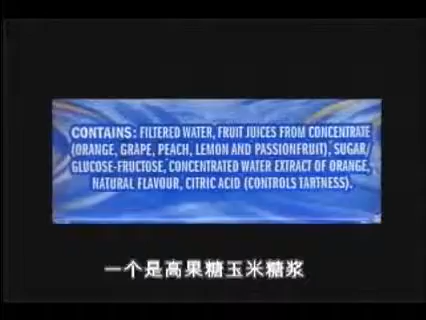 CONTAINS: FILTERED WATER, FRUIT JUICES FROM CONCENTRATE
(ORANGE, GRAPE, PEACH, LEMON AND PASSIONFRUIT), SUGAR/
GLUCOSE-FRUCTOSE, CONCENTRATED WATER EXTRACT OF ORANGE,
NATURAL FLAVOUR, CITRIC ACID (CONTROLS TARTNESS).
一个是高果糖玉米糖浆